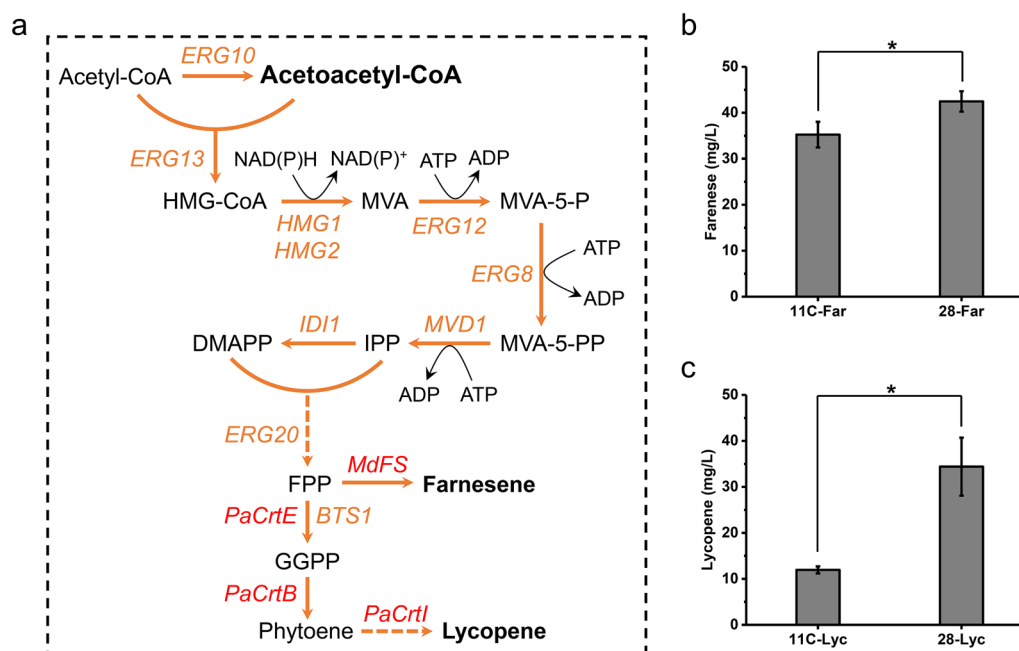 a
ERG10
Acetyl-CoA
Acetoacetyl-CoA
ERG13
NAD(P)H
NAD(P)⁺
ATP
ADP
HMG-CoA
MVA
MVA-5-P
HMG1
HMG2
ERG12
ERG8
ATP
ADP
IDI1
MVD1
DMAPP
IPP
MVA-5-PP
ADP
ATP
ERG20
MdFS
FPP
Farnesene
PaCrtE
BTS1
GGPP
PaCrtB
PaCrtI
Phytoene
Lycopene
b
*
Farenese (mg/L)
50
40
30
20
10
0
11C-Far
28-Far
c
*
Lycopene (mg/L)
50
40
30
20
10
0
11C-Lyc
28-Lyc